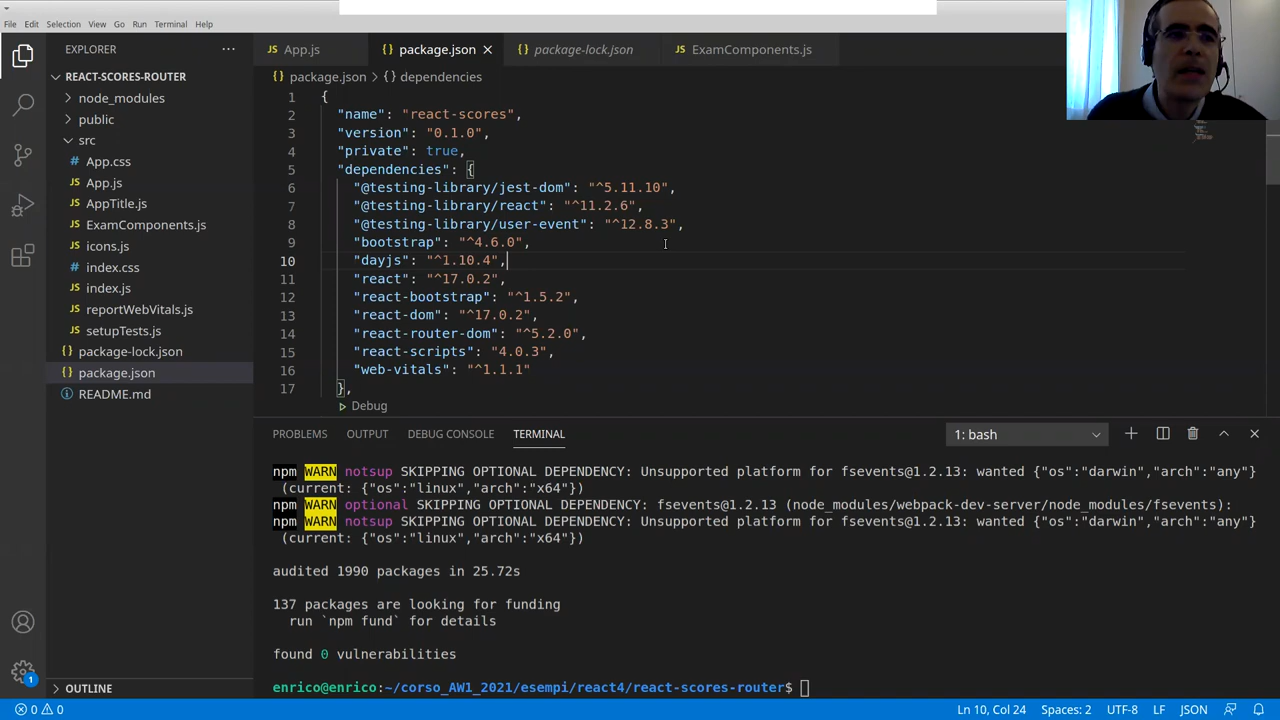 File Edit Selection View Go Run Terminal Help
EXPLORER
REACT-SCORES-ROUTER
node_modules
public
src
App.css
App.js
AppTitle.js
ExamComponents.js
icons.js
index.css
index.js
reportWebVitals.js
setupTests.js
package-lock.json
package.json
README.md
OUTLINE
App.js package.json package-lock.json ExamComponents.js
package.json > {} dependencies
1 {
2 "name": "react-scores",
3 "version": "0.1.0",
4 "private": true,
5 "dependencies": {
6 "@testing-library/jest-dom": "^5.11.10",
7 "@testing-library/react": "^11.2.6",
8 "@testing-library/user-event": "^12.8.3",
9 "bootstrap": "^4.6.0",
10 "dayjs": "^1.10.4",
11 "react": "^17.0.2",
12 "react-bootstrap": "^1.5.2",
13 "react-dom": "^17.0.2",
14 "react-router-dom": "^5.2.0",
15 "react-scripts": "4.0.3",
16 "web-vitals": "^1.1.1"
17 },
Debug
PROBLEMS OUTPUT DEBUG CONSOLE TERMINAL 1: bash
npm WARN notsup SKIPPING OPTIONAL DEPENDENCY: Unsupported platform for fsevents@1.2.13: wanted {"os":"darwin","arch":"any"}
(current: {"os":"linux","arch":"x64"})
npm WARN optional SKIPPING OPTIONAL DEPENDENCY: fsevents@1.2.13 (node_modules/webpack-dev-server/node_modules/fsevents):
npm WARN notsup SKIPPING OPTIONAL DEPENDENCY: Unsupported platform for fsevents@1.2.13: wanted {"os":"darwin","arch":"any"}
(current: {"os":"linux","arch":"x64"})
audited 1990 packages in 25.72s
137 packages are looking for funding
run `npm fund` for details
found 0 vulnerabilities
enrico@enrico:~/corso_AW1_2021/esempi/react4/react-scores-router$
1
0 0 Ln 10, Col 24 Spaces: 2 UTF-8 LF JSON